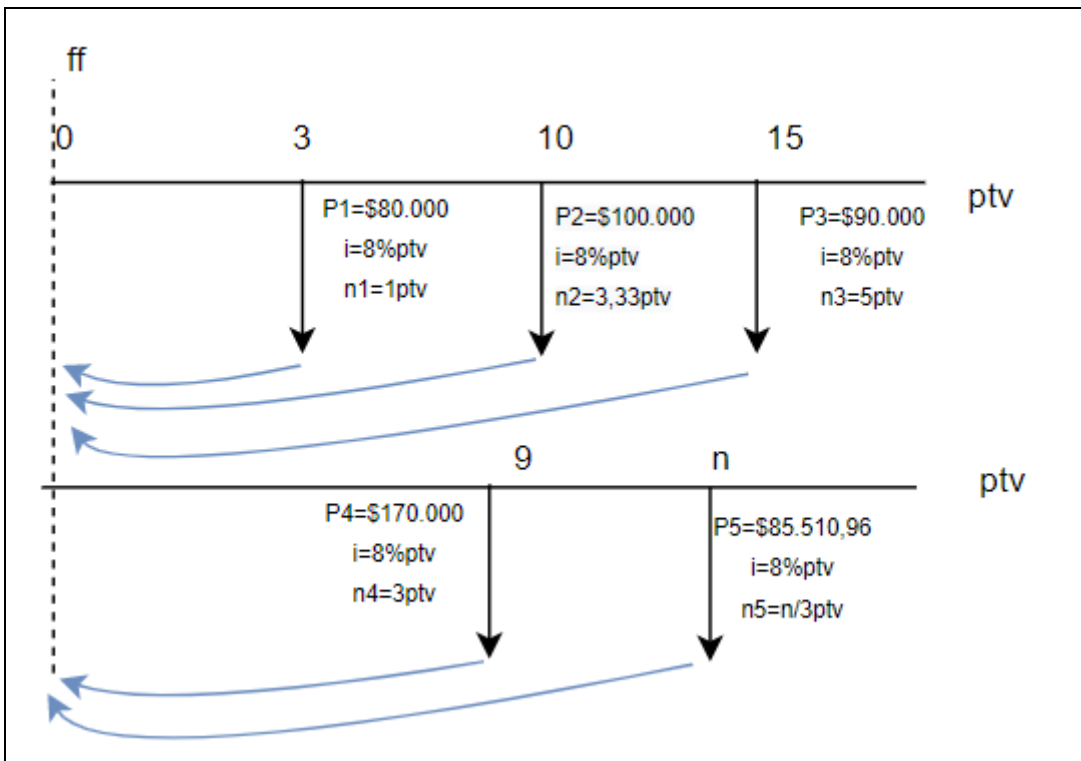 ff
0 3 10 15
ptv
P1=$80.000
i=8%ptv
n1=1ptv
P2=$100.000
i=8%ptv
n2=3,33ptv
P3=$90.000
i=8%ptv
n3=5ptv
9 n
ptv
P4=$170.000
i=8%ptv
n4=3ptv
P5=$85.510,96
i=8%ptv
n5=n/3ptv